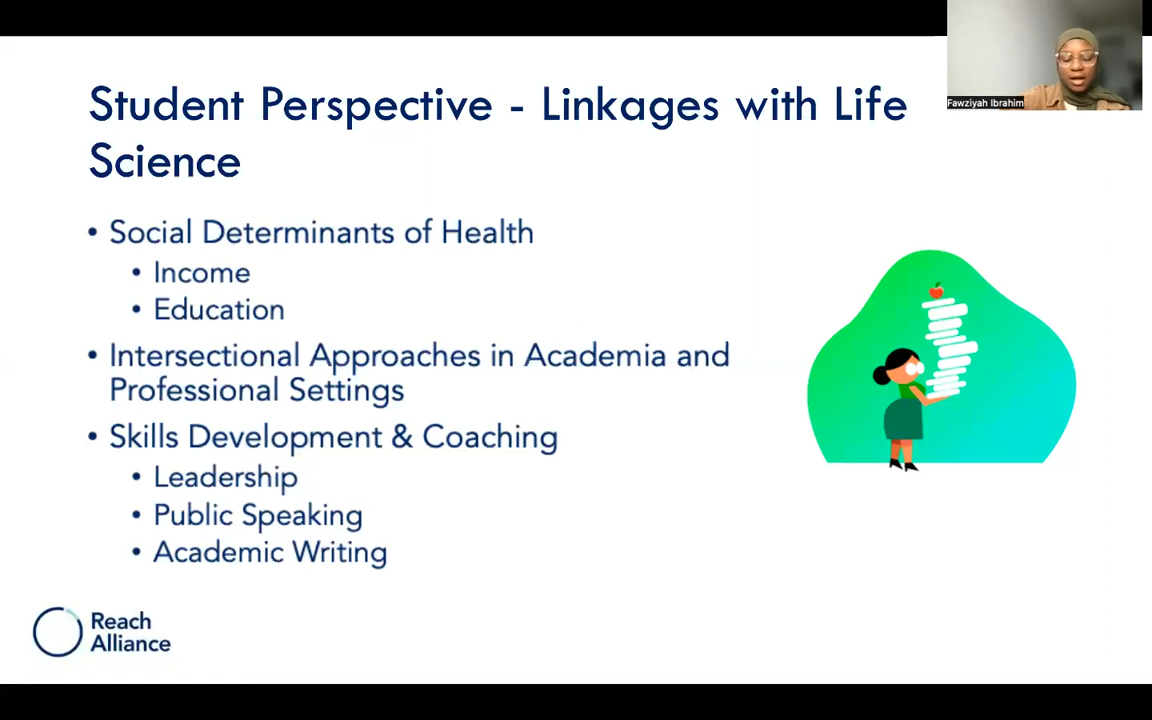 Student Perspective - Linkages with Life
Science
• Social Determinants of Health
• Income
• Education
• Intersectional Approaches in Academia and
Professional Settings
• Skills Development & Coaching
• Leadership
• Public Speaking
• Academic Writing
Reach
Alliance
Fawziyah Ibrahim